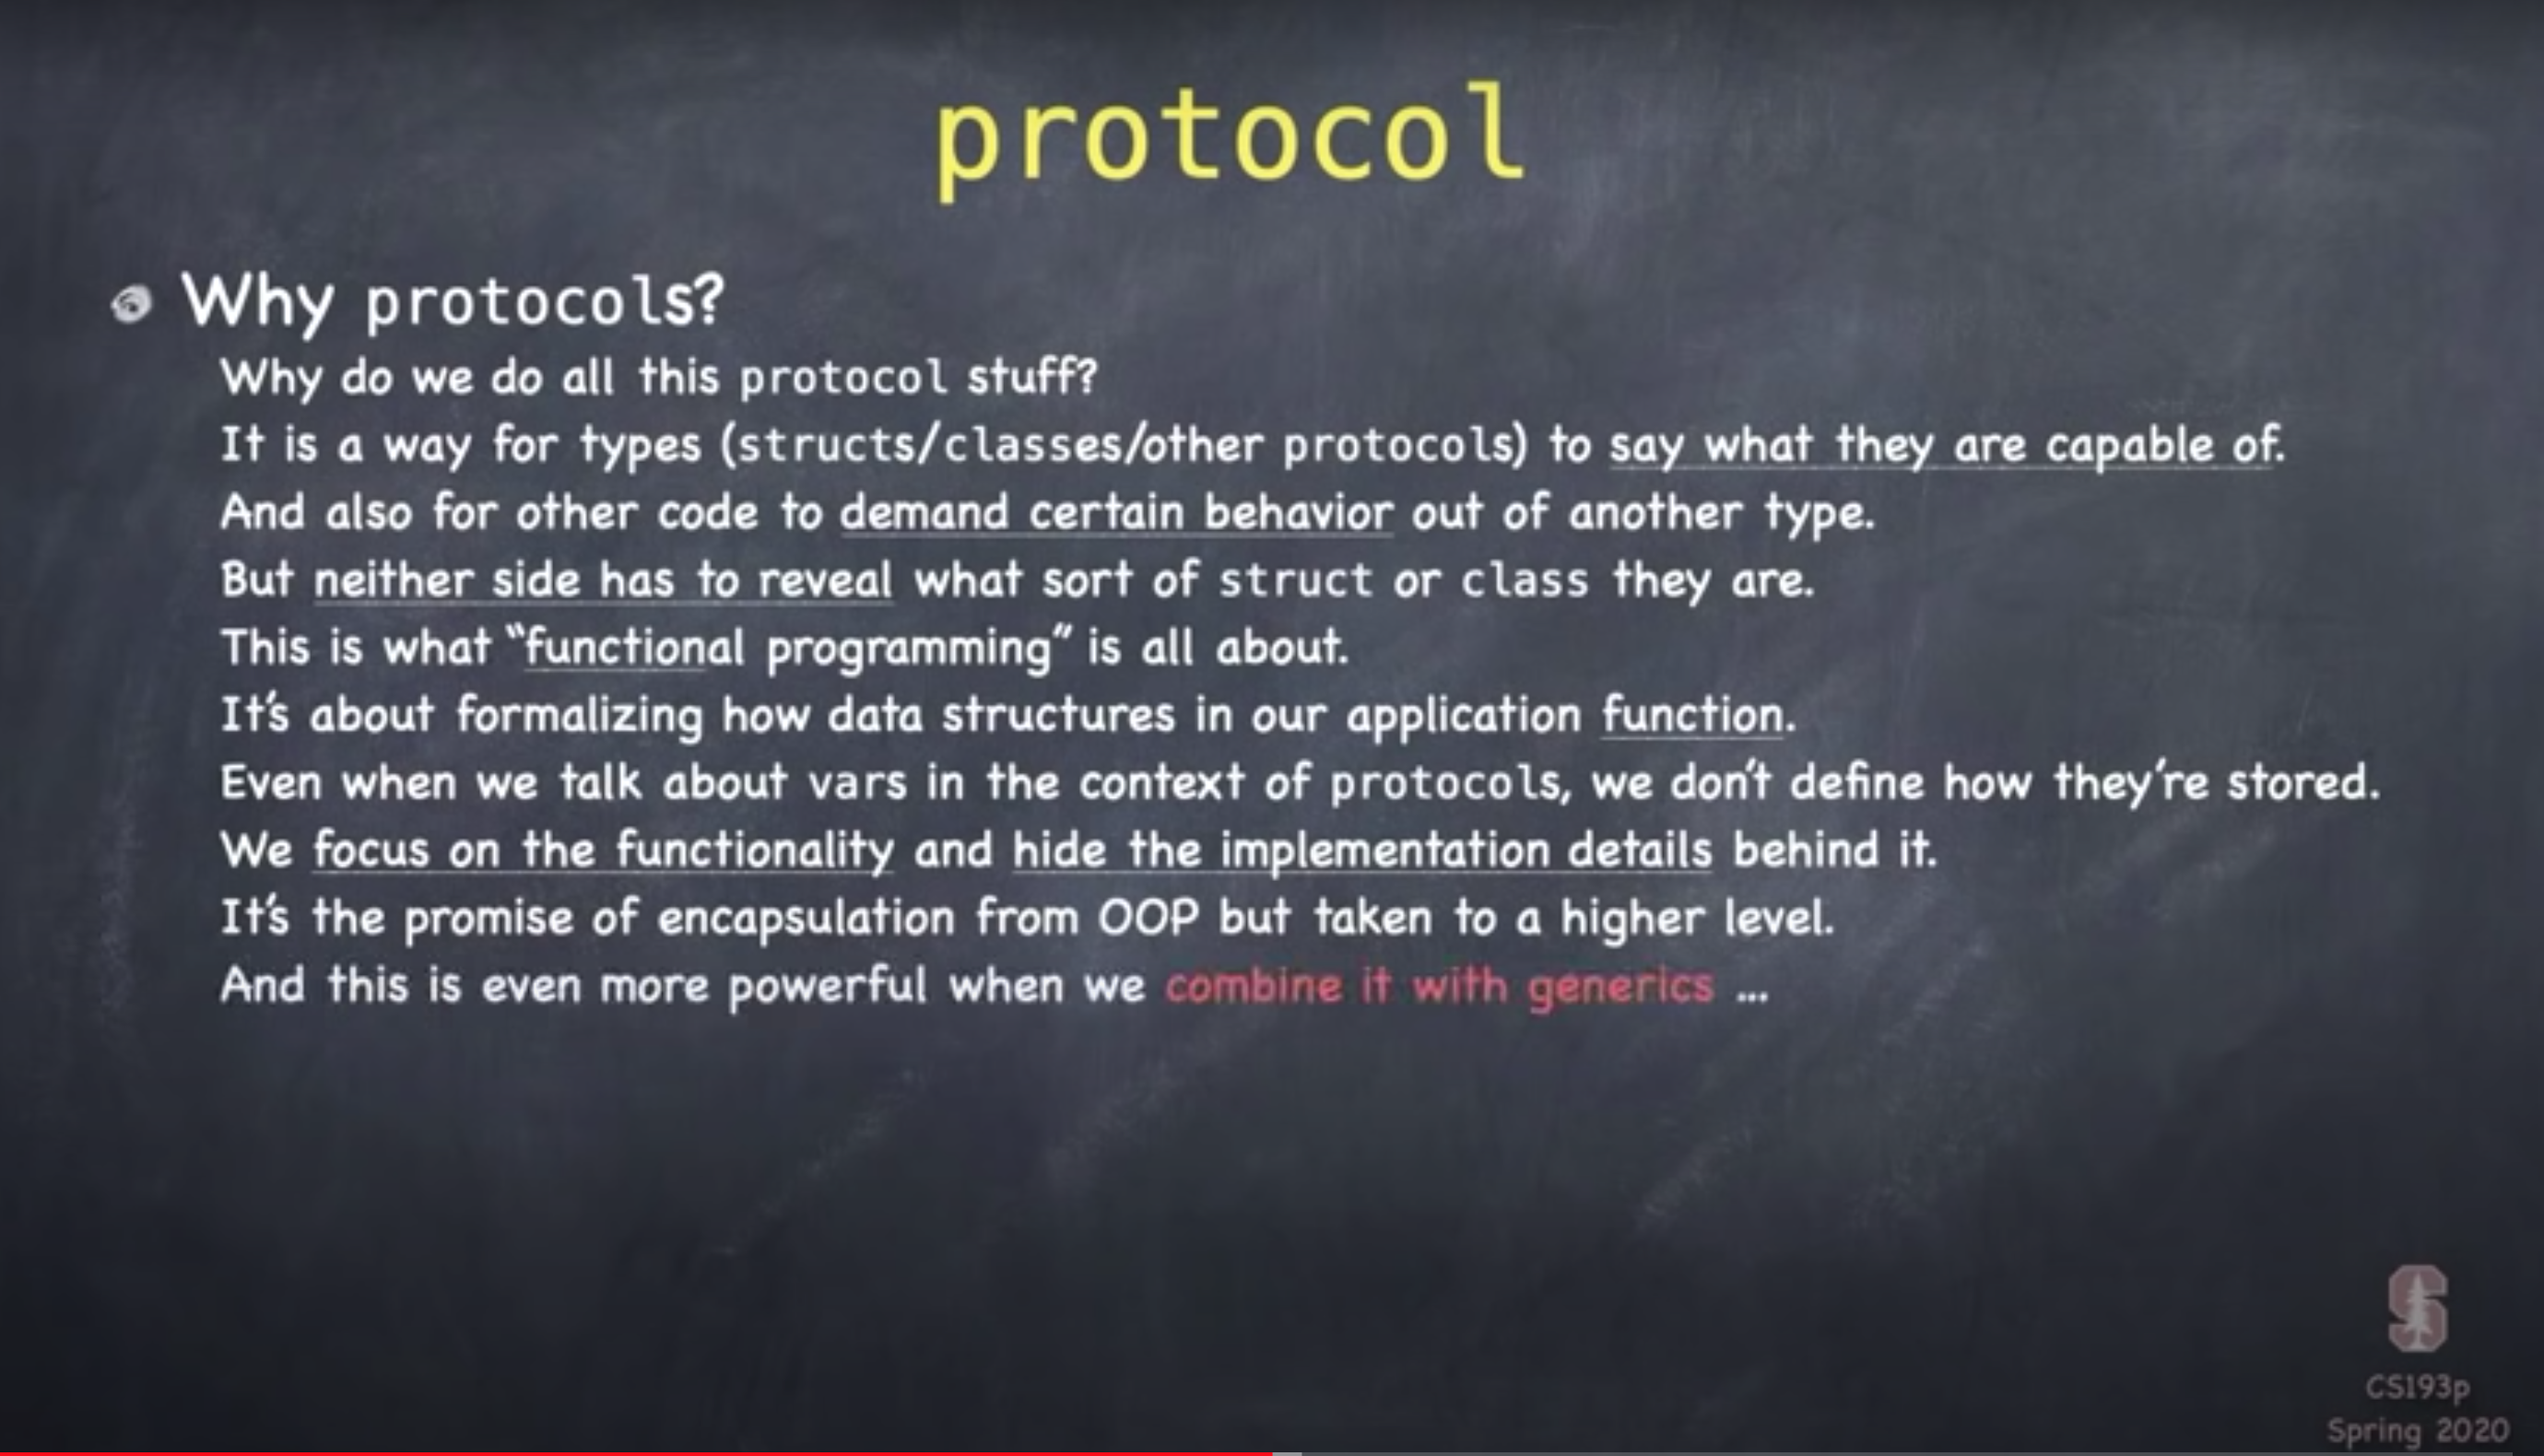 protocol
Why protocols?
Why do we do all this protocol stuff?
It is a way for types (structs/classes/other protocols) to say what they are capable of.
And also for other code to demand certain behavior out of another type.
But neither side has to reveal what sort of struct or class they are.
This is what “functional programming” is all about.
It’s about formalizing how data structures in our application function.
Even when we talk about vars in the context of protocols, we don’t define how they’re stored.
We focus on the functionality and hide the implementation details behind it.
It’s the promise of encapsulation from OOP but taken to a higher level.
And this is even more powerful when we combine it with generics ...
S
CS193p
Spring 2020